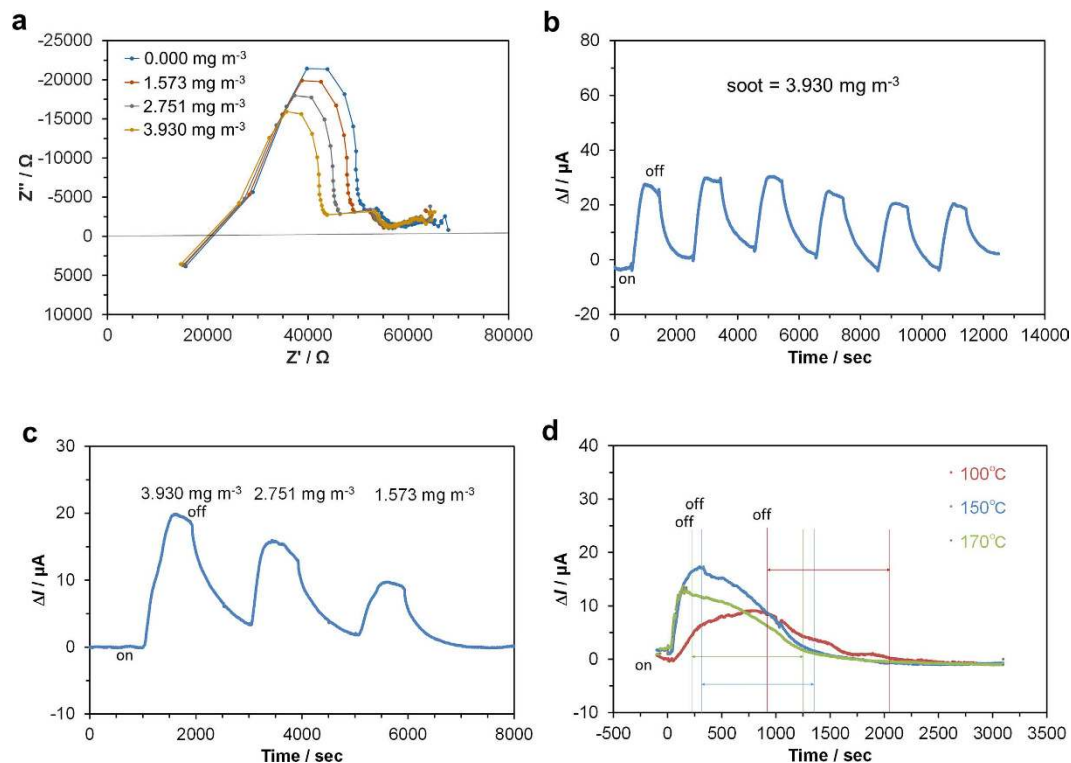 a
-25000
-20000
-15000
-10000
-5000
0
5000
10000
Z" / Ω
0.000 mg m-3
1.573 mg m-3
2.751 mg m-3
3.930 mg m-3
0 20000 40000 60000 80000
Z' / Ω
b
80
60
40
20
0
-20
ΔI / µA
soot = 3.930 mg m-3
off
on
0 2000 4000 6000 8000 10000 12000 14000
Time / sec
c
30
20
10
0
-10
ΔI / µA
3.930 mg m-3 2.751 mg m-3 1.573 mg m-3
off
on
0 2000 4000 6000 8000
Time / sec
d
40
30
20
10
0
-10
ΔI / µA
100°C
150°C
170°C
off
off
off
on
-500 0 500 1000 1500 2000 2500 3000 3500
Time / sec